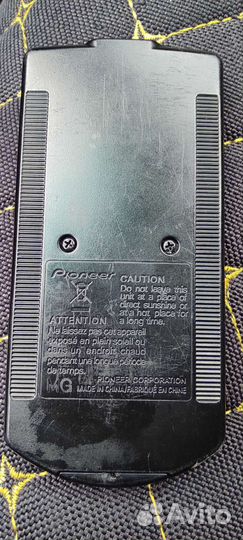 Pioneer
CAUTION
Do not leave this
unit at a place of
direct sunshine or
at a hot place for
a long time.
ATTENTION
Ne laissez pas cet appareil
exposé en plein soleil ou
dans un endroit chaud
pendant une longue période
de temps.
MG
PIONEER CORPORATION
MADE IN CHINA/FABRIQUÉ EN CHINE
Avito